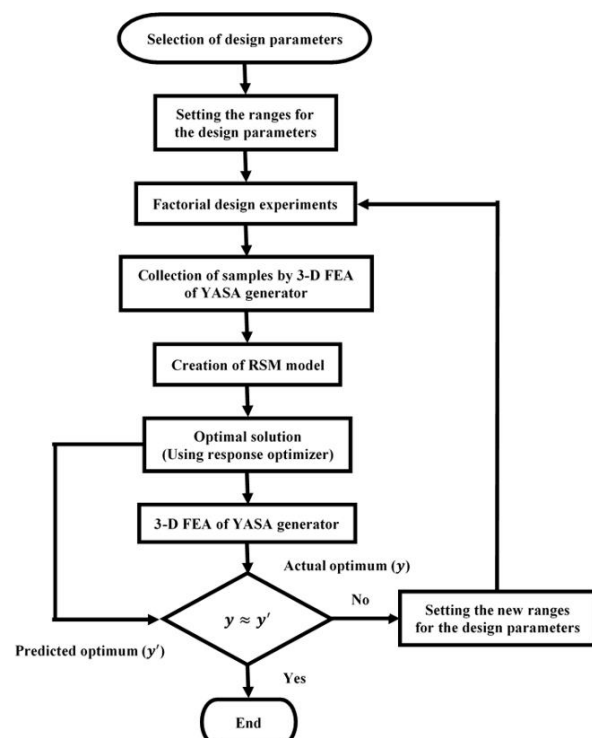 Selection of design parameters
Setting the ranges for
the design parameters
Factorial design experiments
Collection of samples by 3-D FEA
of YASA generator
Creation of RSM model
Optimal solution
(Using response optimizer)
3-D FEA of YASA generator
Actual optimum (y)
y ≈ y′
No
Setting the new ranges
for the design parameters
Predicted optimum (y′)
Yes
End